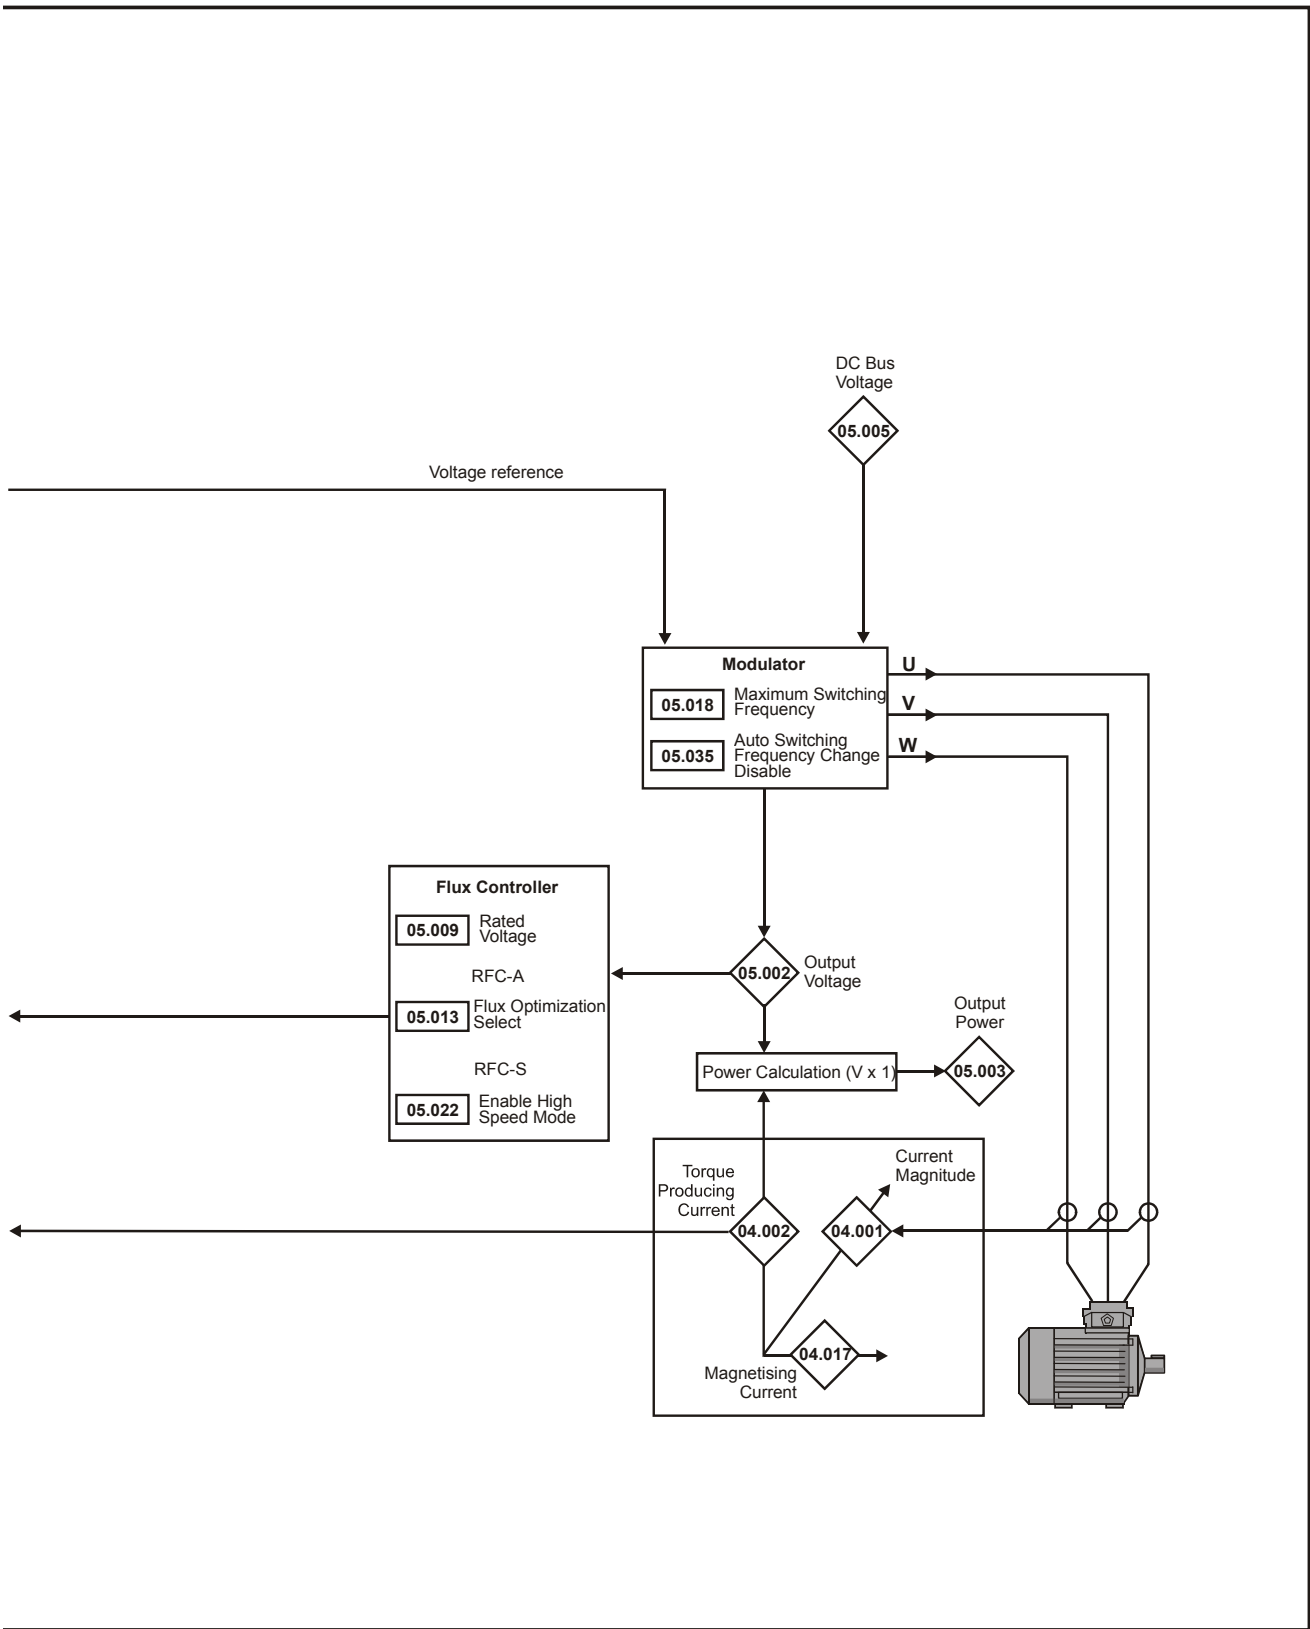 DC Bus
Voltage
05.005
Voltage reference
Modulator
05.018
Maximum Switching
Frequency
05.035
Auto Switching
Frequency Change
Disable
U
V
W
Flux Controller
05.009
Rated
Voltage
RFC-A
05.013
Flux Optimization
Select
RFC-S
05.022
Enable High
Speed Mode
05.002
Output
Voltage
Output
Power
Power Calculation (V x 1)
05.003
Torque
Producing
Current
Current
Magnitude
04.002
04.001
04.017
Magnetising
Current